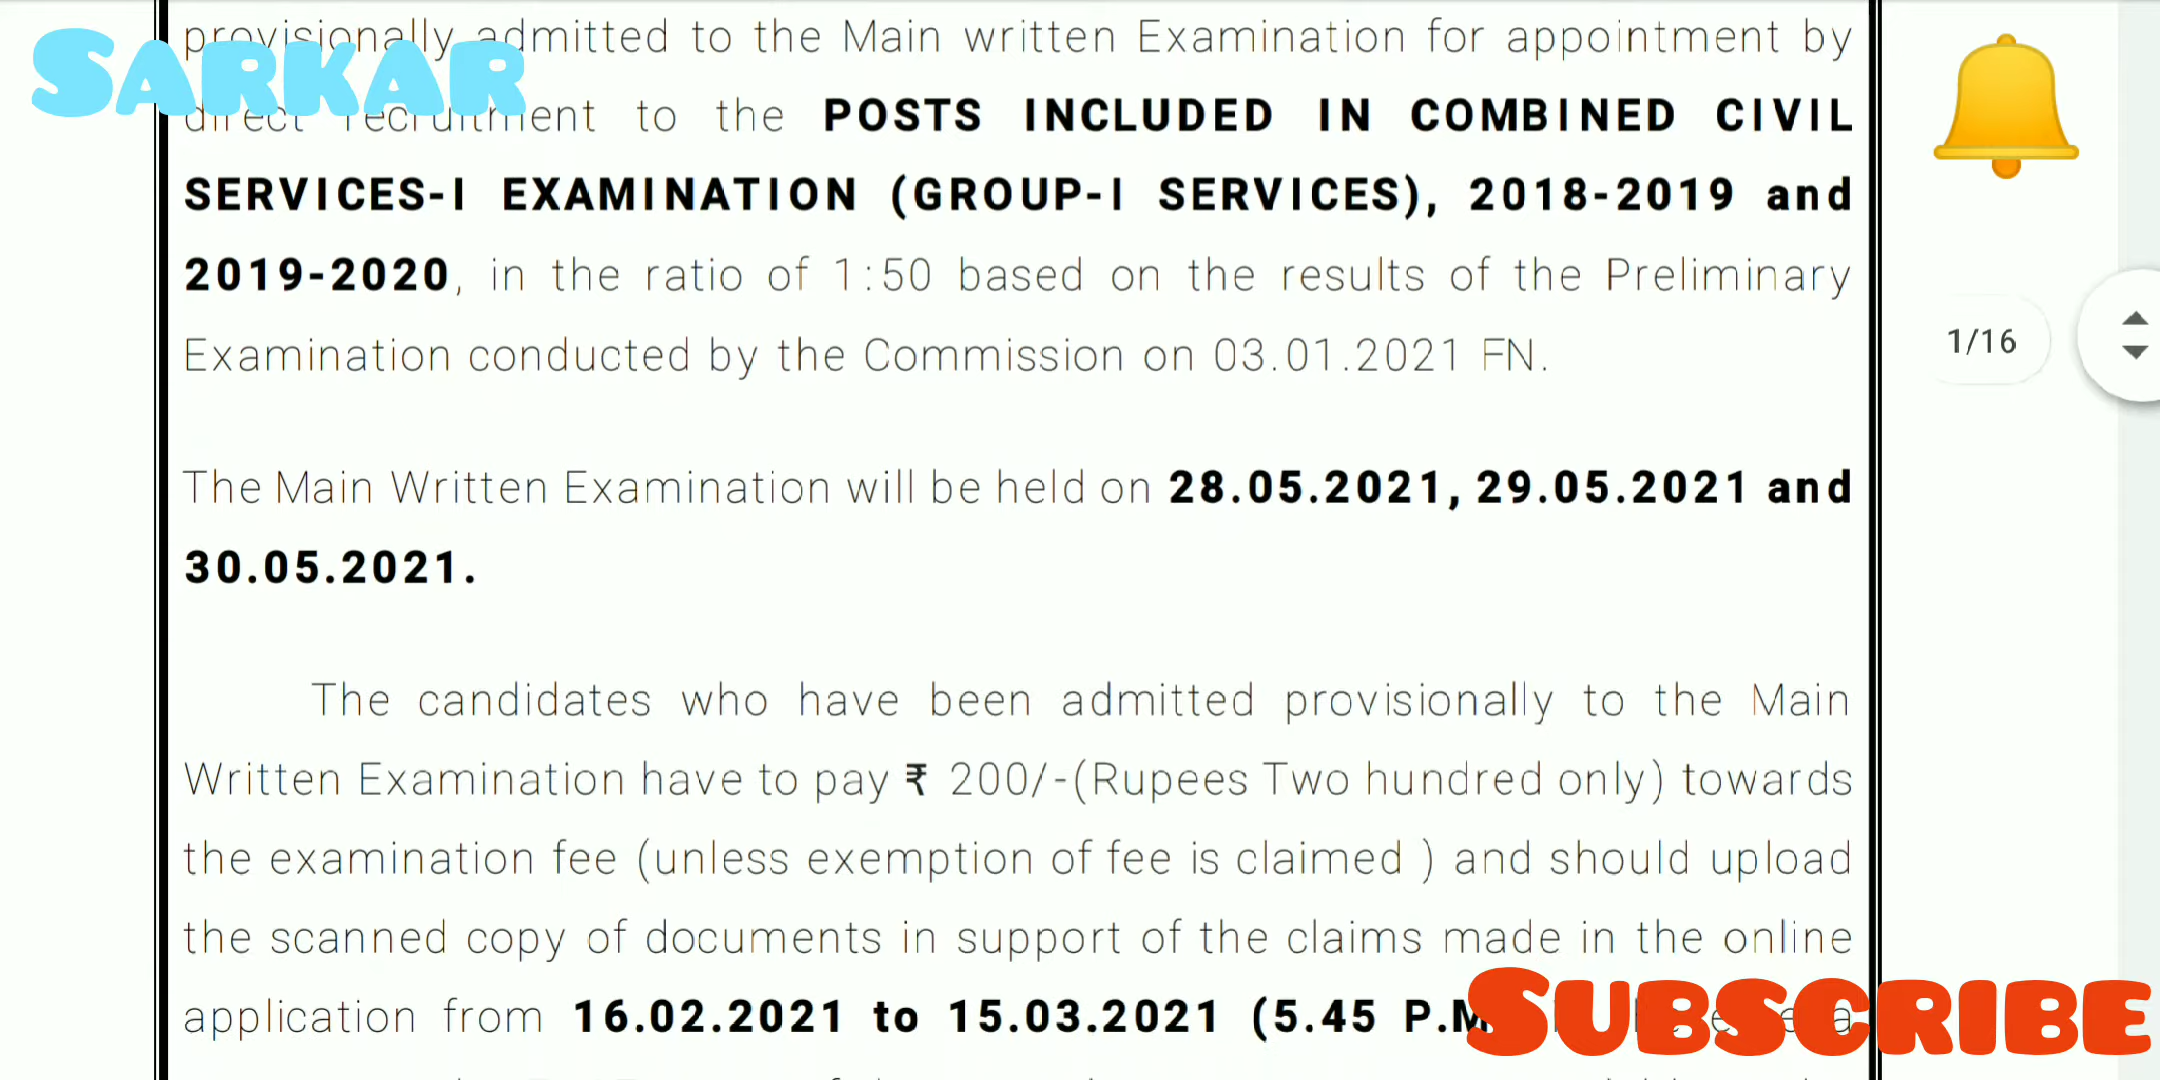 SARKAR
provisionally admitted to the Main written Examination for appointment by
direct recruitment to the POSTS INCLUDED IN COMBINED CIVIL
SERVICES-I EXAMINATION (GROUP-I SERVICES), 2018-2019 and
2019-2020, in the ratio of 1:50 based on the results of the Preliminary
Examination conducted by the Commission on 03.01.2021 FN.
1/16
The Main Written Examination will be held on 28.05.2021, 29.05.2021 and
30.05.2021.
The candidates who have been admitted provisionally to the Main
Written Examination have to pay ₹ 200/-(Rupees Two hundred only) towards
the examination fee (unless exemption of fee is claimed ) and should upload
the scanned copy of documents in support of the claims made in the online
application from 16.02.2021 to 15.03.2021 (5.45 P.M
SUBSCRIBE